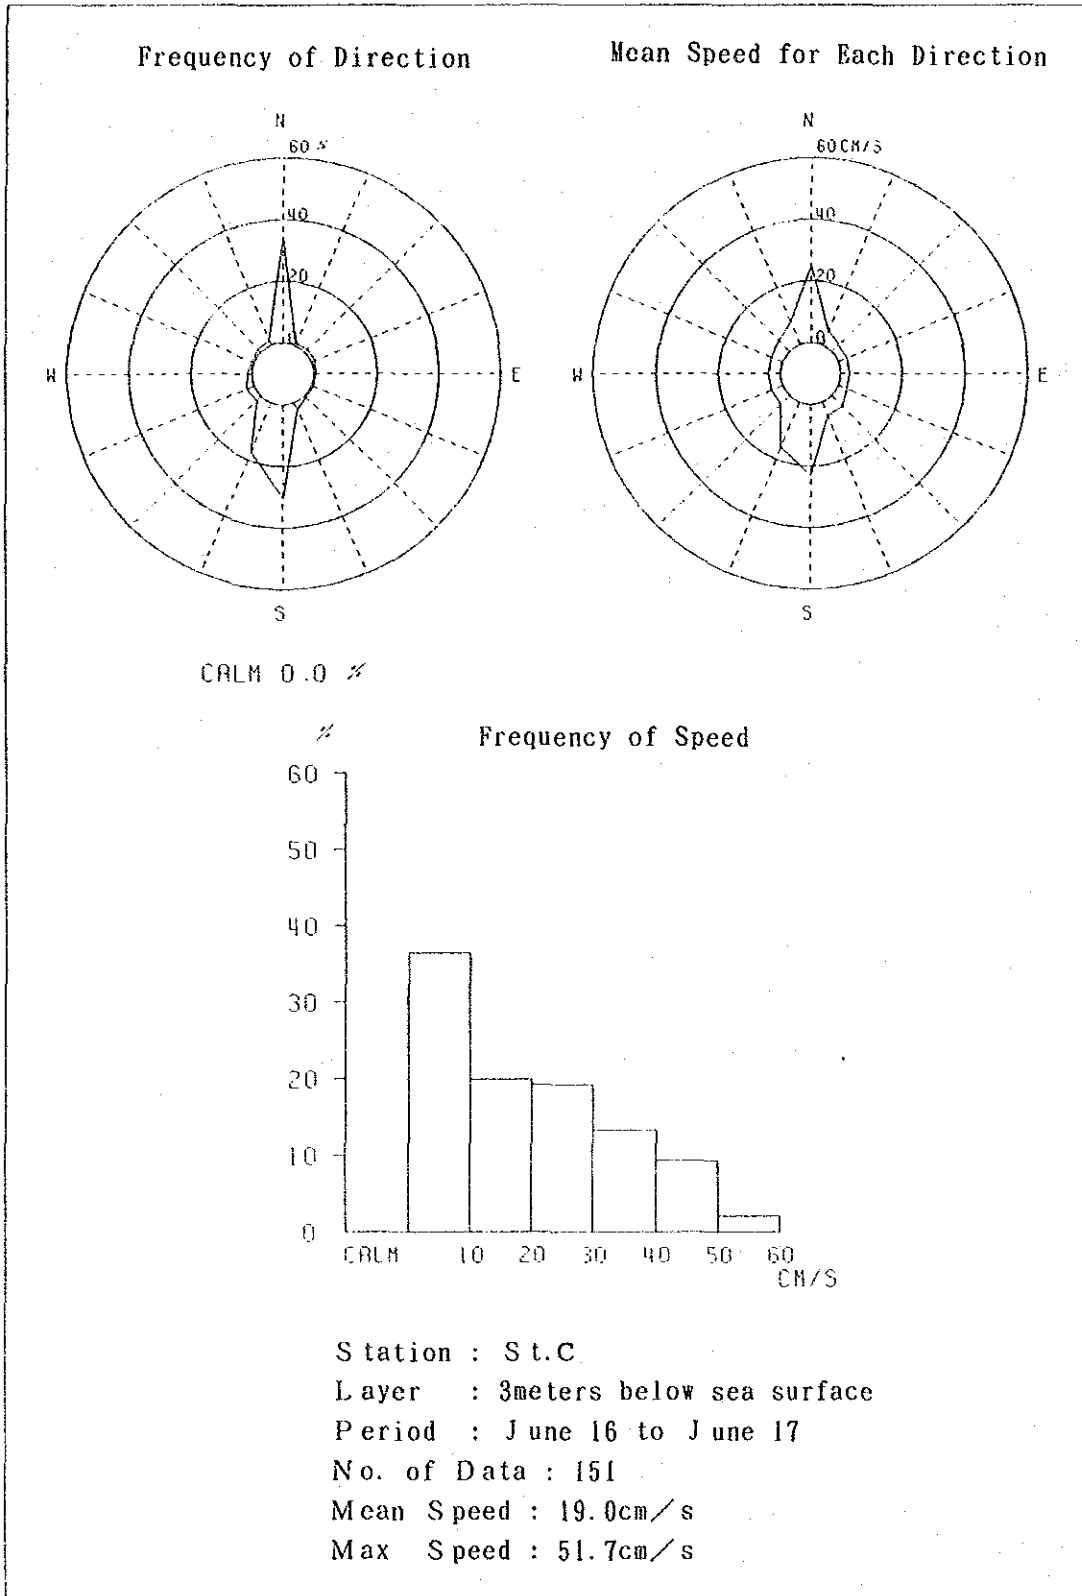 Frequency of Direction
Mean Speed for Each Direction
N
60 %
40
20
0
W
E
S
N
60 CM/S
40
20
0
W
E
S
CALM 0.0 %
%
Frequency of Speed
60
50
40
30
20
10
0
CALM 10 20 30 40 50 60
CM/S
Station : St.C
Layer : 3meters below sea surface
Period : June 16 to June 17
No. of Data : 151
Mean Speed : 19.0cm/s
Max Speed : 51.7cm/s